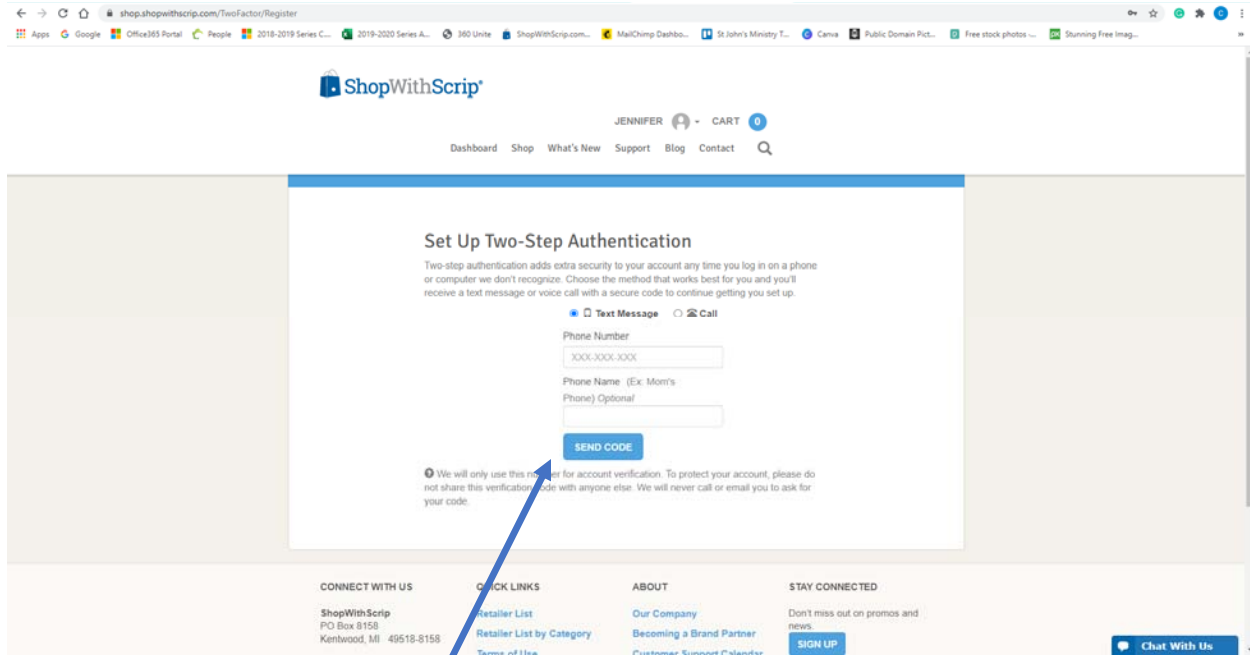 shop.shopwithscrip.com/TwoFactor/Register
Apps Google Office365 Portal People 2018-2019 Series C... 2019-2020 Series A... 360 Unite ShopWithScrip.com... MailChimp Dashbo... St John's Ministry T... Canva Public Domain Pict... Free stock photos -... Stunning Free Imag... »
ShopWithScrip®
JENNIFER CART 0
Dashboard Shop What's New Support Blog Contact
Set Up Two-Step Authentication
Two-step authentication adds extra security to your account any time you log in on a phone
or computer we don't recognize. Choose the method that works best for you and you'll
receive a text message or voice call with a secure code to continue getting you set up.
Text Message Call
Phone Number
XXX-XXX-XXX
Phone Name (Ex: Mom's
Phone) Optional
SEND CODE
We will only use this number for account verification. To protect your account, please do
not share this verification code with anyone else. We will never call or email you to ask for
your code.
CONNECT WITH US QUICK LINKS ABOUT STAY CONNECTED
ShopWithScrip Retailer List Our Company Don't miss out on promos and
PO Box 8158 news.
Kentwood, MI 49518-8158 Retailer List by Category Becoming a Brand Partner SIGN UP
Terms of Use Customer Support Calendar
Chat With Us